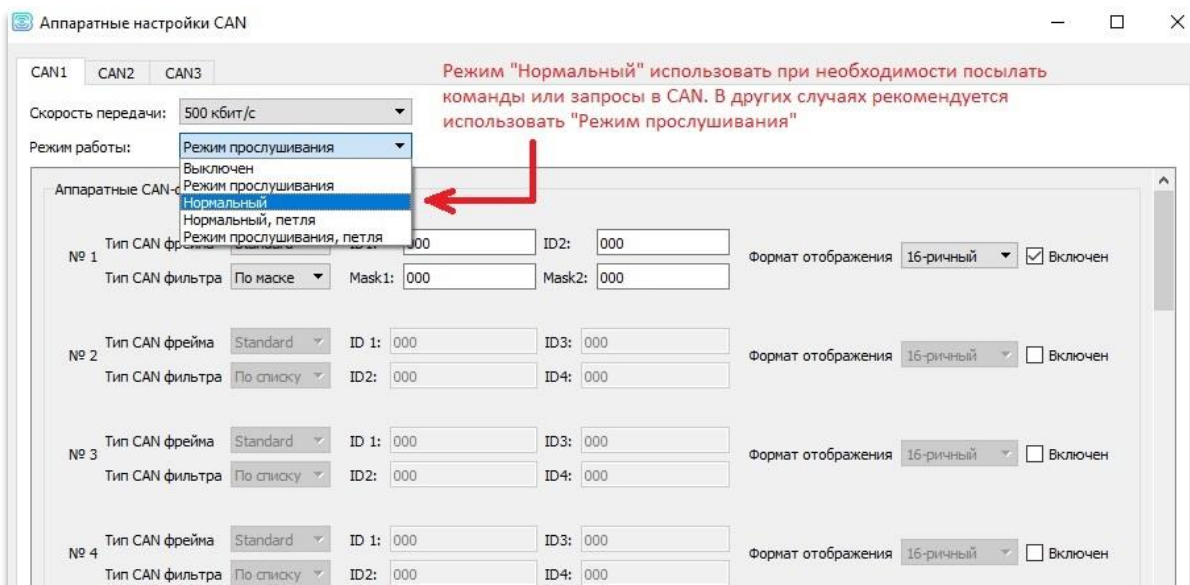 Аппаратные настройки CAN
CAN1 CAN2 CAN3
Режим "Нормальный" использовать при необходимости посылать
команды или запросы в CAN. В других случаях рекомендуется
использовать "Режим прослушивания"
Скорость передачи: 500 кбит/с
Режим работы: Режим прослушивания
Выключен
Режим прослушивания
Нормальный
Нормальный, петля
Режим прослушивания, петля
Аппаратные CAN-
№ 1
Тип CAN 000 ID2: 000
Тип CAN фильтра По маске Mask1: 000 Mask2: 000
Формат отображения 16-ричный Включен
№ 2
Тип CAN фрейма Standard ID 1: 000 ID3: 000
Тип CAN фильтра По списку ID2: 000 ID4: 000
Формат отображения 16-ричный Включен
№ 3
Тип CAN фрейма Standard ID 1: 000 ID3: 000
Тип CAN фильтра По списку ID2: 000 ID4: 000
Формат отображения 16-ричный Включен
№ 4
Тип CAN фрейма Standard ID 1: 000 ID3: 000
Тип CAN фильтра По списку ID2: 000 ID4: 000
Формат отображения 16-ричный Включен